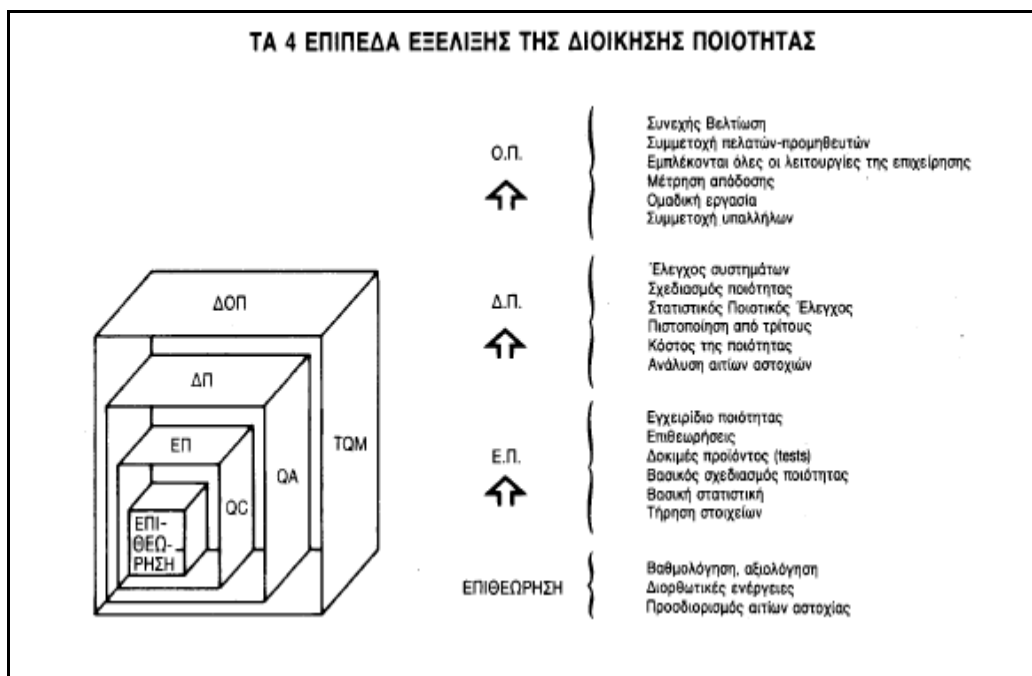 ΤΑ 4 ΕΠΙΠΕΔΑ ΕΞΕΛΙΞΗΣ ΤΗΣ ΔΙΟΙΚΗΣΗΣ ΠΟΙΟΤΗΤΑΣ
ΔΟΠ
ΔΠ
ΕΠ
ΕΠΙ-
ΘΕΩ-
ΡΗΣΗ
QC
QA
TQM
Ο.Π.
Συνεχής Βελτίωση
Συμμετοχή πελατών-προμηθευτών
Εμπλέκονται όλες οι λειτουργίες της επιχείρησης
Μέτρηση απόδοσης
Ομαδική εργασία
Συμμετοχή υπαλλήλων
Δ.Π.
Έλεγχος συστημάτων
Σχεδιασμός ποιότητας
Στατιστικός Ποιοτικός Έλεγχος
Πιστοποίηση από τρίτους
Κόστος της ποιότητας
Ανάλυση αιτίων αστοχιών
Ε.Π.
Εγχειρίδιο ποιότητας
Επιθεωρήσεις
Δοκιμές προϊόντος (tests)
Βασικός σχεδιασμός ποιότητας
Βασική στατιστική
Τήρηση στοιχείων
ΕΠΙΘΕΩΡΗΣΗ
Βαθμολόγηση, αξιολόγηση
Διορθωτικές ενέργειες
Προσδιορισμός αιτίων αστοχίας